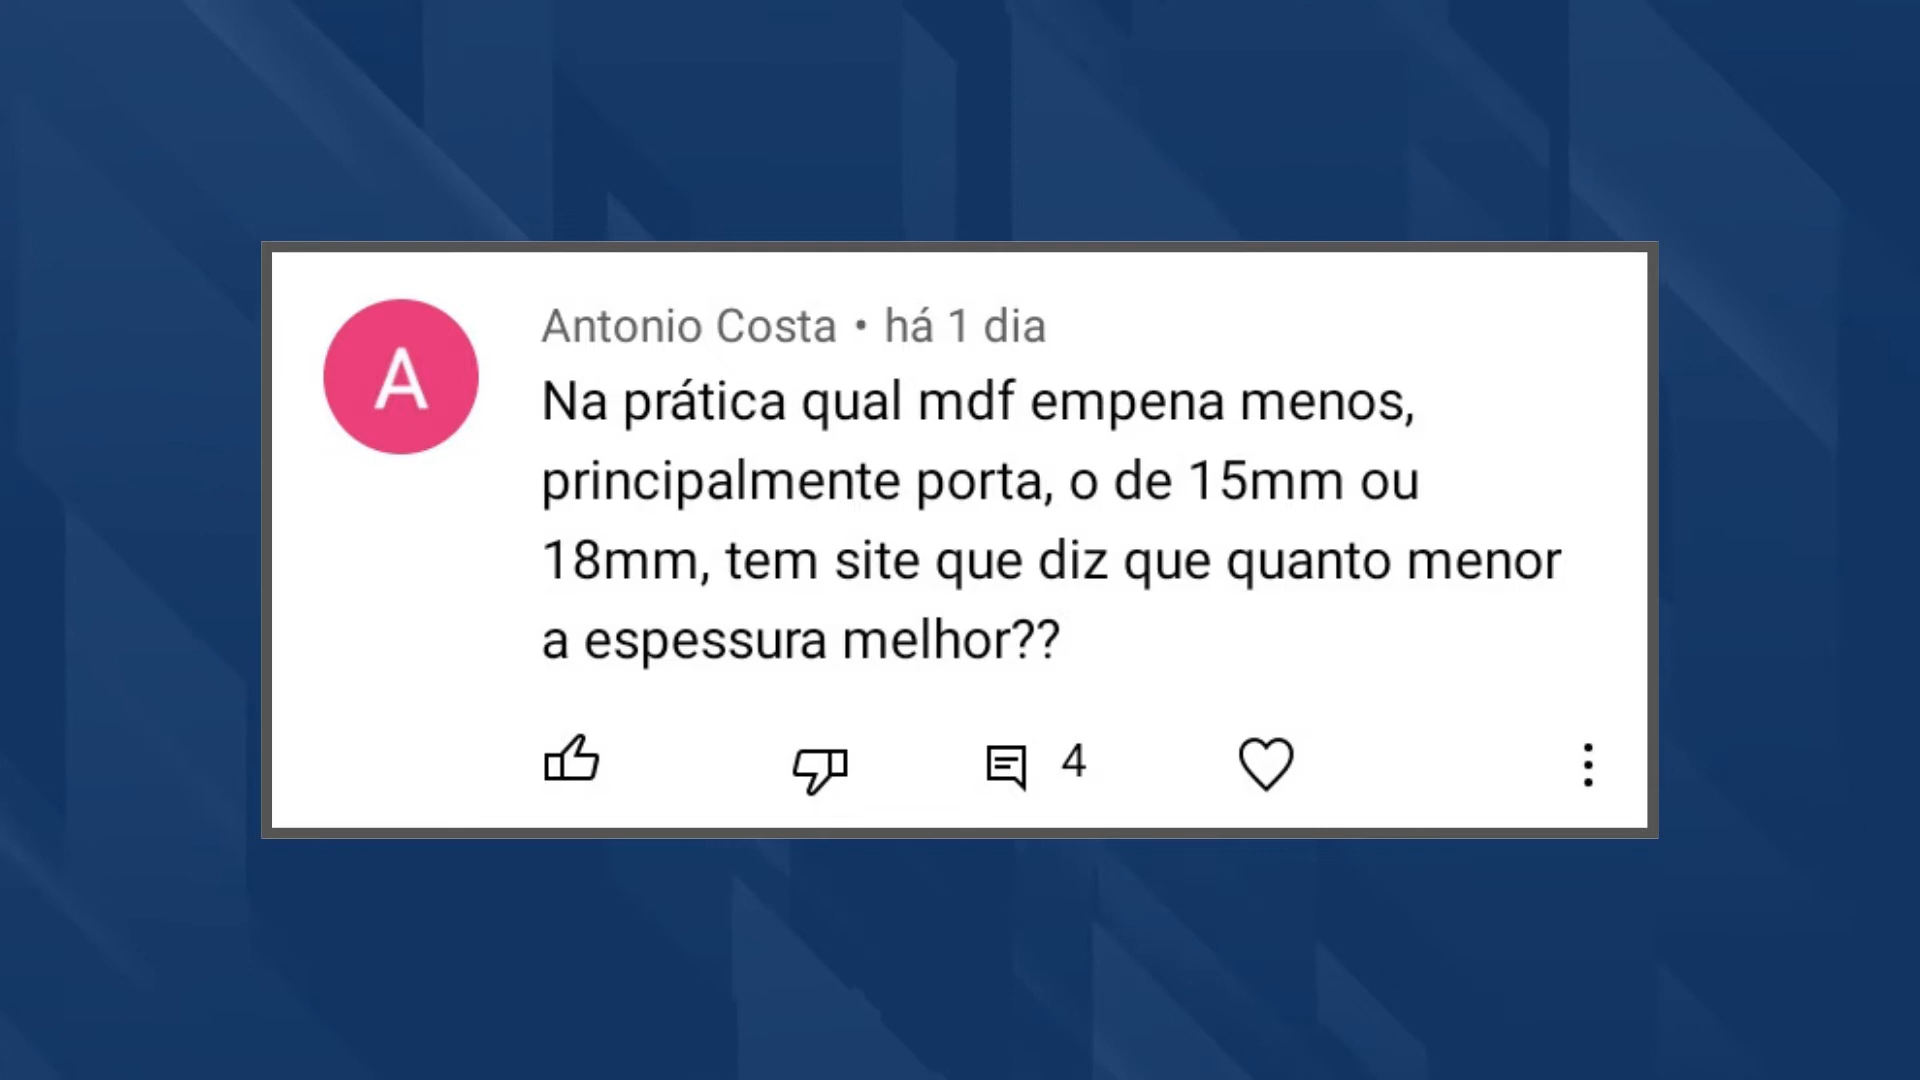 A
Antonio Costa • há 1 dia
Na prática qual mdf empena menos,
principalmente porta, o de 15mm ou
18mm, tem site que diz que quanto menor
a espessura melhor??
4